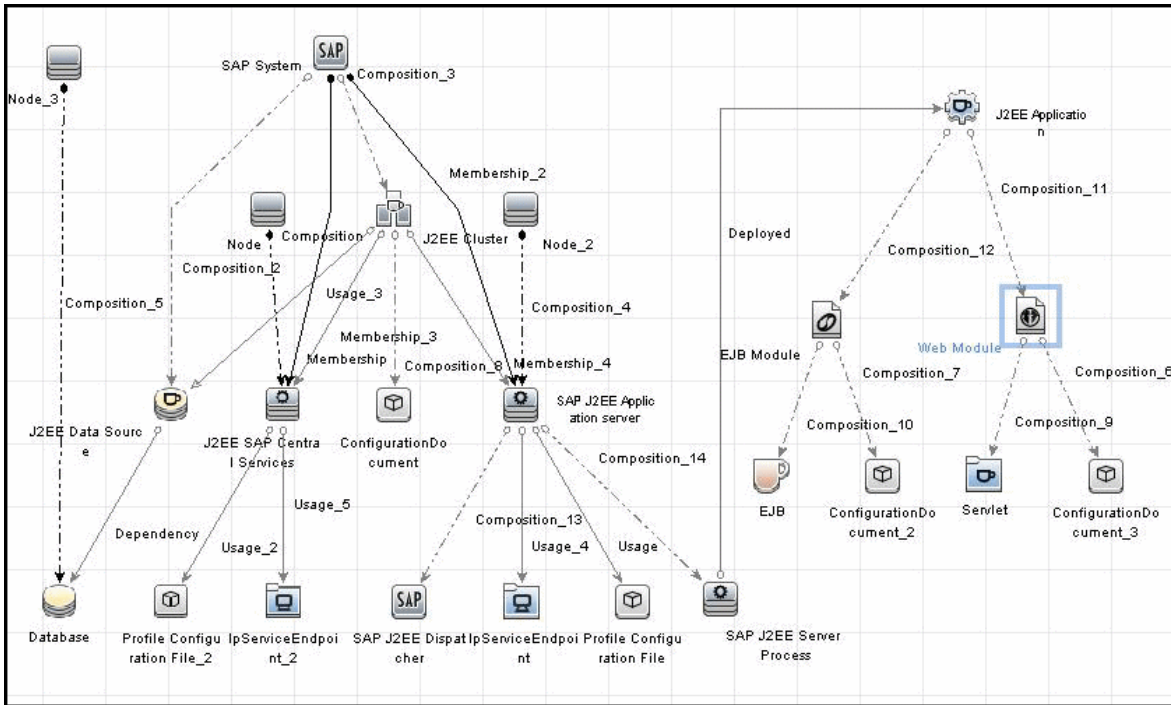 SAP
SAP System
Composition_3
Node_3
J2EE Applicatio
n
Membership_2
Composition_11
Node
Composition
J2EE Cluster
Node_2
Deployed
Composition_12
Composition_2
Usage_3
Composition_5
Composition_4
Membership_3
EJB Module
Web Module
Membership
Composition_8
Membership_4
Composition_7
Composition_6
J2EE Data Sourc
e
J2EE SAP Centra
l Services
ConfigurationDo
cument
SAP J2EE Applic
ation server
Composition_10
Composition_9
Composition_14
Usage_5
EJB
ConfigurationDo
cument_2
Servlet
ConfigurationDo
cument_3
Dependency
Usage_2
Composition_13
Usage_4
Usage
SAP
Database
Profile Configu
ration File_2
IpServiceEndpoi
nt_2
SAP J2EE Dispat
cher
IpServiceEndpoi
nt
Profile Configu
ration File
SAP J2EE Server
Process